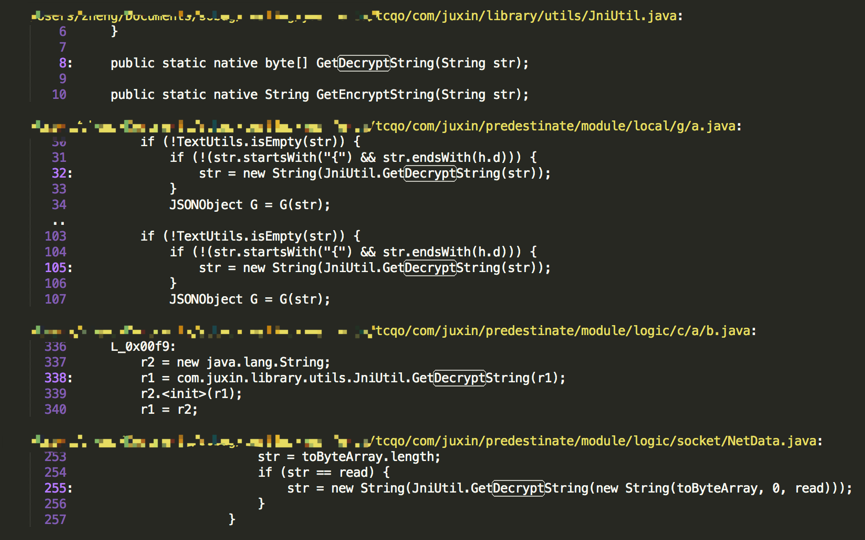 /tcqo/com/juxin/library/utils/JniUtil.java:
6 }
7
8: public static native byte[] GetDecryptString(String str);
9
10 public static native String GetEncryptString(String str);
/tcqo/com/juxin/predestinate/module/local/g/a.java:
30 if (!TextUtils.isEmpty(str)) {
31 if (!(str.startsWith("{") && str.endsWith(h.d))) {
32: str = new String(JniUtil.GetDecryptString(str));
33 }
34 JSONObject G = G(str);
..
103 if (!TextUtils.isEmpty(str)) {
104 if (!(str.startsWith("{") && str.endsWith(h.d))) {
105: str = new String(JniUtil.GetDecryptString(str));
106 }
107 JSONObject G = G(str);
tcqo/com/juxin/predestinate/module/logic/c/a/b.java:
336 L_0x00f9:
337 r2 = new java.lang.String;
338: r1 = com.juxin.library.utils.JniUtil.GetDecryptString(r1);
339 r2.<init>(r1);
340 r1 = r2;
/tcqo/com/juxin/predestinate/module/logic/socket/NetData.java:
253 str = toByteArray.length;
254 if (str == read) {
255: str = new String(JniUtil.GetDecryptString(new String(toByteArray, 0, read)));
256 }
257 }